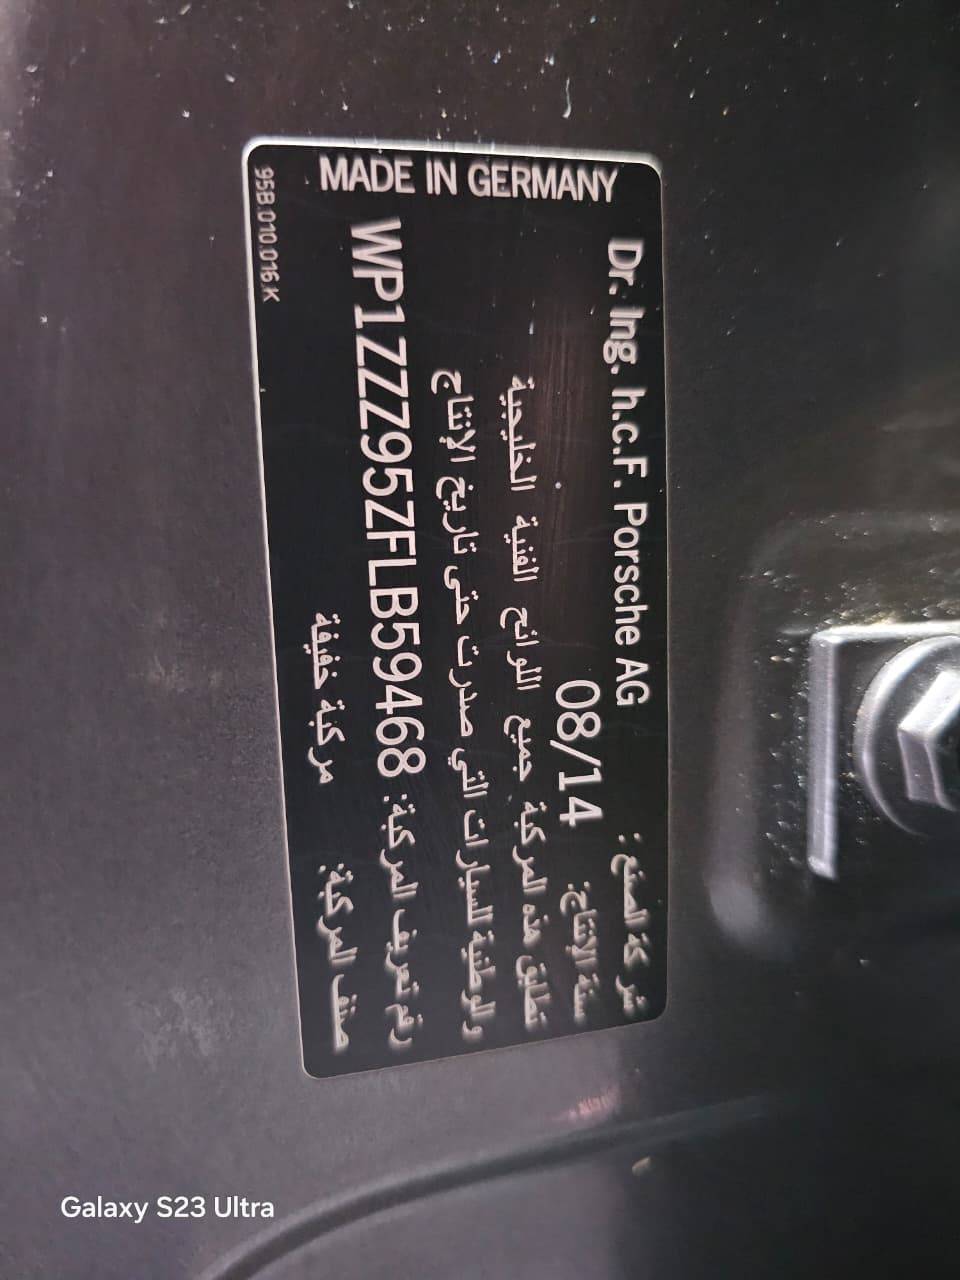 شركة الصنع: Dr. Ing. h.c.F. Porsche AG
سنة الإنتاج: 08/14
تطابق هذه المركبة جميع اللوائح الفنية الخليجية
والوطنية للسيارات التي صدرت حتى تاريخ الإنتاج
رقم تعريف المركبة: WP1ZZZ95ZFLB59468
صنف المركبة: مركبة خفيفة
MADE IN GERMANY
95B.010.016.K
Galaxy S23 Ultra